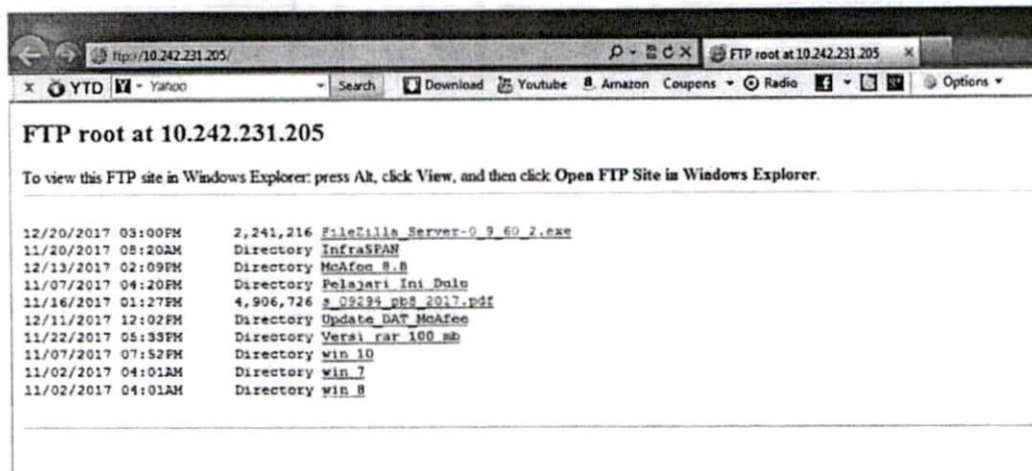 ftp://10.242.231.205/ FTP root at 10.242.231.205 ×
x YTD Y - Yahoo Search Download Youtube a. Amazon Coupons Radio Options
FTP root at 10.242.231.205
To view this FTP site in Windows Explorer: press Alt, click View, and then click Open FTP Site in Windows Explorer.
12/20/2017 03:00PM 2,241,216 FileZilla_Server-0_9_60_2.exe
11/20/2017 08:20AM Directory InfraSPAN
12/13/2017 02:09PM Directory McAfee 8.8
11/07/2017 04:20PM Directory Pelajari Ini Dulu
11/16/2017 01:27PM 4,906,726 s_09294_pb8_2017.pdf
12/11/2017 12:02PM Directory Update DAT McAfee
11/22/2017 05:33PM Directory Versi rar 100 mb
11/07/2017 07:52PM Directory win 10
11/02/2017 04:01AM Directory win 7
11/02/2017 04:01AM Directory win 8